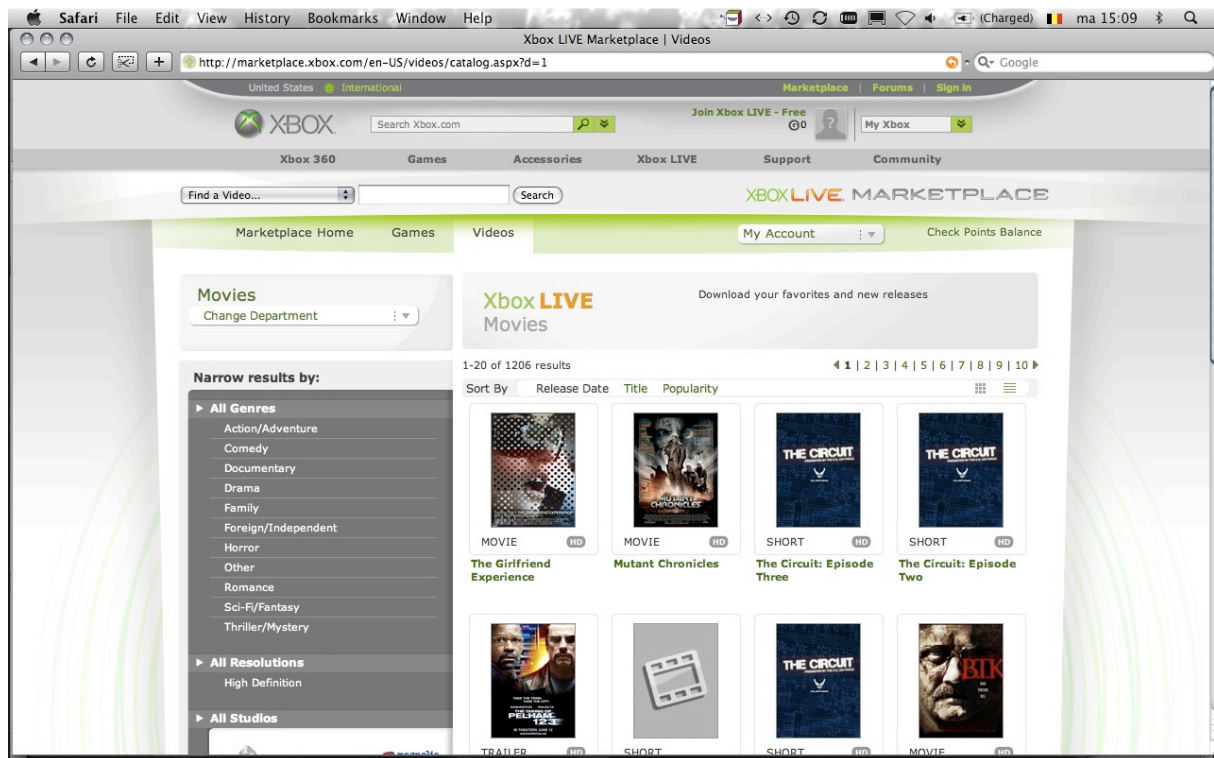 Safari File Edit View History Bookmarks Window Help (Charged) ma 15:09
Xbox LIVE Marketplace | Videos
http://marketplace.xbox.com/en-US/videos/catalog.aspx?d=1 Google
United States International Marketplace | Forums | Sign in
XBOX Search Xbox.com Join Xbox LIVE - Free My Xbox
G 0 ?
Xbox 360 Games Accessories Xbox LIVE Support Community
Find a Video... Search XBOX LIVE MARKETPLACE
Marketplace Home Games Videos My Account Check Points Balance
Movies
Change Department
Xbox LIVE
Movies
Download your favorites and new releases
1-20 of 1206 results 1 | 2 | 3 | 4 | 5 | 6 | 7 | 8 | 9 | 10
Sort By Release Date Title Popularity
Narrow results by:
All Genres
Action/Adventure
Comedy
Documentary
Drama
Family
Foreign/Independent
Horror
Other
Romance
Sci-Fi/Fantasy
Thriller/Mystery
All Resolutions
High Definition
All Studios
MUTANT
CHRONICLES
THE CIRCUIT
THE CIRCUIT
MOVIE HD
MOVIE HD
SHORT HD
SHORT HD
The Girlfriend
Experience
Mutant Chronicles
The Circuit: Episode
Three
The Circuit: Episode
Two
PELHAM
123
THE CIRCUIT
BTK
TRAILER HD
SHORT
SHORT HD
MOVIE HD